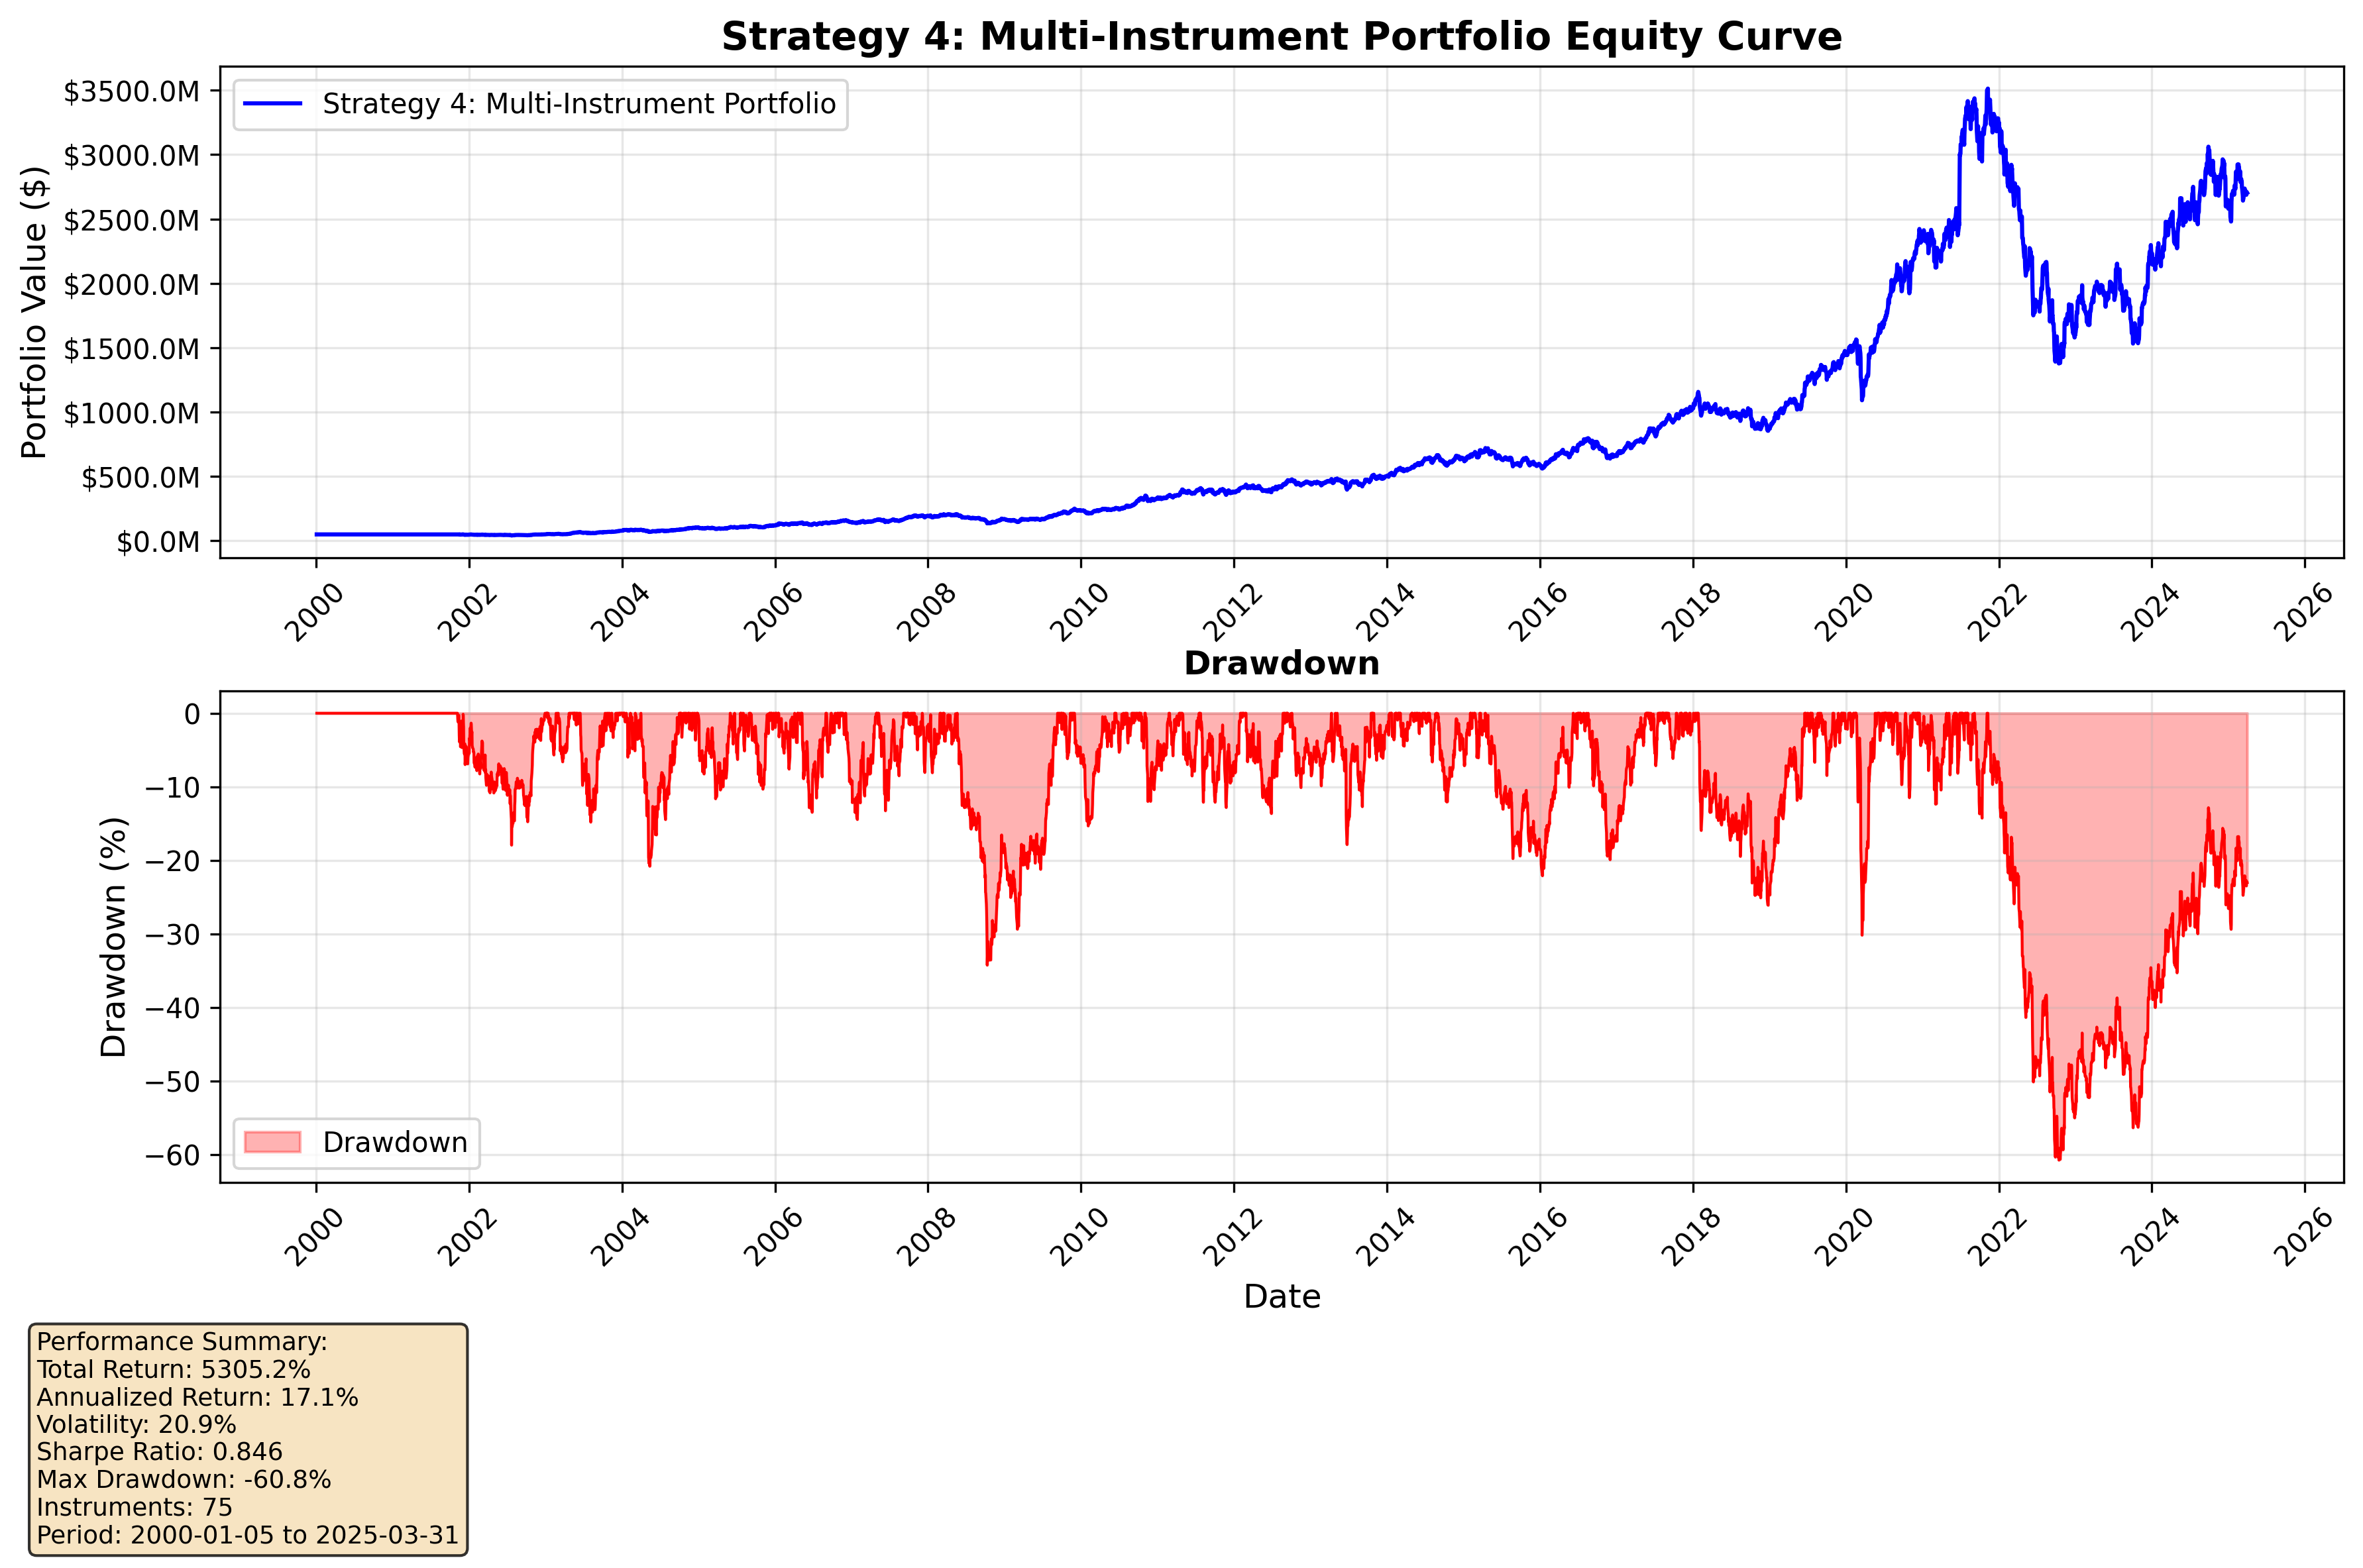 Strategy 4: Multi-Instrument Portfolio Equity Curve
Strategy 4: Multi-Instrument Portfolio
Portfolio Value ($)
$3500.0M
$3000.0M
$2500.0M
$2000.0M
$1500.0M
$1000.0M
$500.0M
$0.0M
2000 2002 2004 2006 2008 2010 2012 2014 2016 2018 2020 2022 2024 2026
Drawdown
Drawdown (%)
0
−10
−20
−30
−40
−50
−60
Drawdown
2000 2002 2004 2006 2008 2010 2012 2014 2016 2018 2020 2022 2024 2026
Date
Performance Summary:
Total Return: 5305.2%
Annualized Return: 17.1%
Volatility: 20.9%
Sharpe Ratio: 0.846
Max Drawdown: -60.8%
Instruments: 75
Period: 2000-01-05 to 2025-03-31